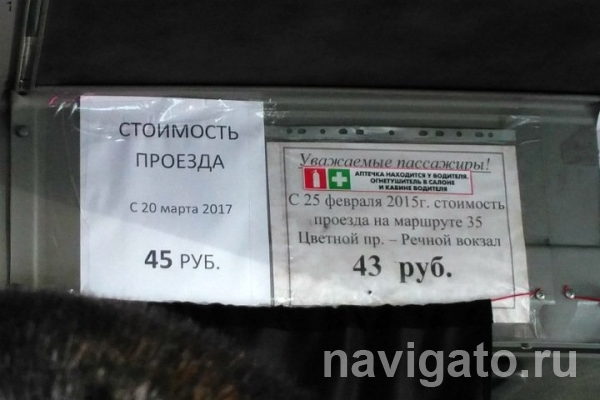 СТОИМОСТЬ
ПРОЕЗДА
С 20 марта 2017
45 РУБ.
Уважаемые пассажиры!
АПТЕЧКА НАХОДИТСЯ У ВОДИТЕЛЯ.
ОГНЕТУШИТЕЛЬ В САЛОНЕ
И КАБИНЕ ВОДИТЕЛЯ
С 25 февраля 2015г. стоимость
проезда на маршруте 35
Цветной пр. – Речной вокзал
43 руб.
navigato.ru